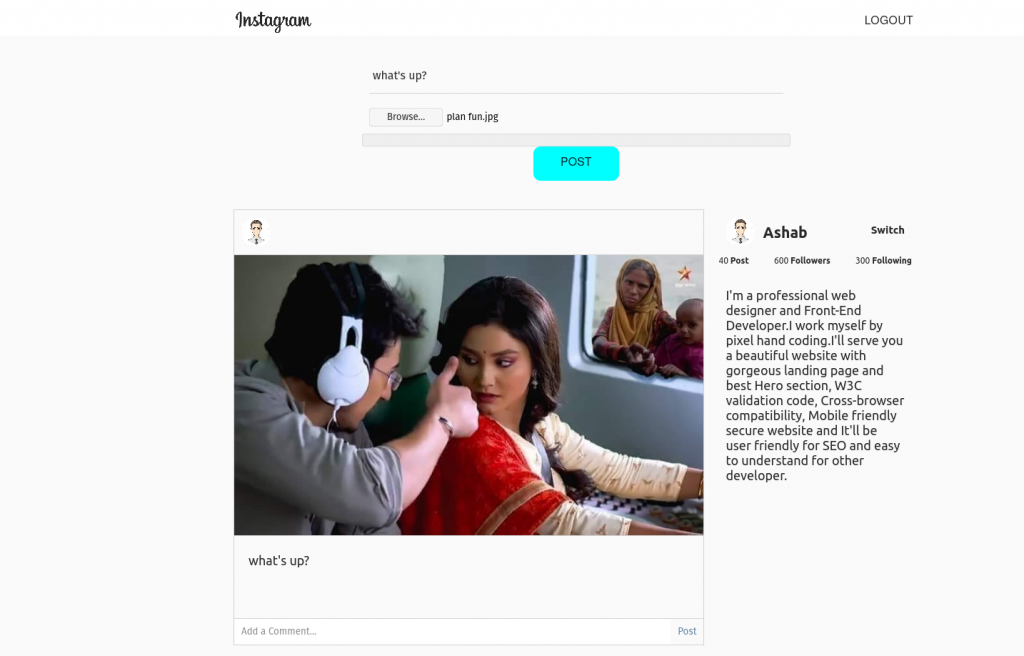 Instagram
LOGOUT
what's up?
Browse...
plan fun.jpg
POST
Ashab
Switch
40 Post
600 Followers
300 Following
I'm a professional web
designer and Front-End
Developer.I work myself by
pixel hand coding.I'll serve you
a beautiful website with
gorgeous landing page and
best Hero section, W3C
validation code, Cross-browser
compatibility, Mobile friendly
secure website and It'll be
user friendly for SEO and easy
to understand for other
developer.
what's up?
Add a Comment...
Post